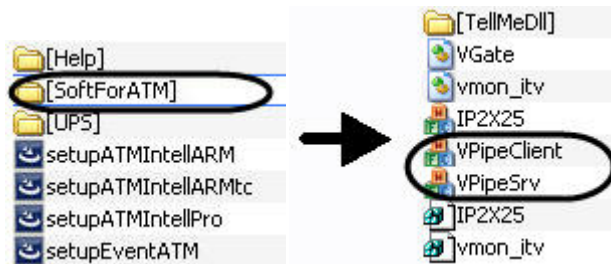 [Help]
[SoftForATM]
[UPS]
setupATMIntellARM
setupATMIntellARMtc
setupATMIntellPro
setupEventATM
[TellMeDll]
VGate
vmon_itv
IP2X25
VPipeClient
VPipeSrv
IP2X25
vmon_itv